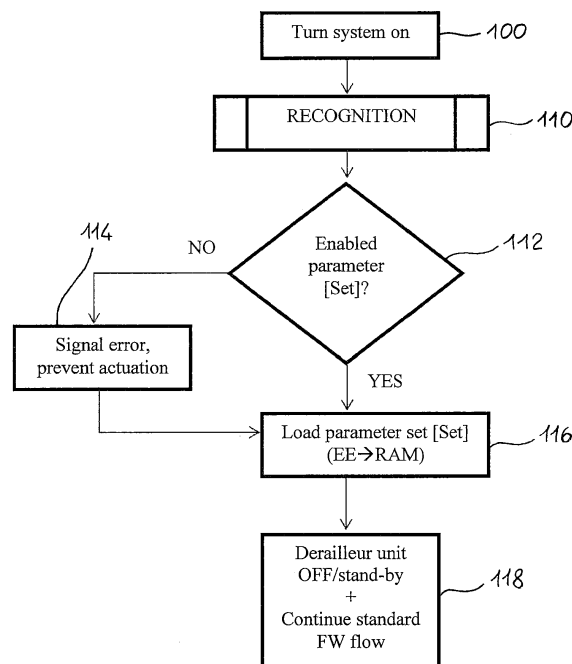 Turn system on
100
RECOGNITION
110
114
NO
Enabled
parameter
[Set]?
112
Signal error,
prevent actuation
YES
Load parameter set [Set]
(EE→RAM)
116
Derailleur unit
OFF/stand-by
+
Continue standard
FW flow
118